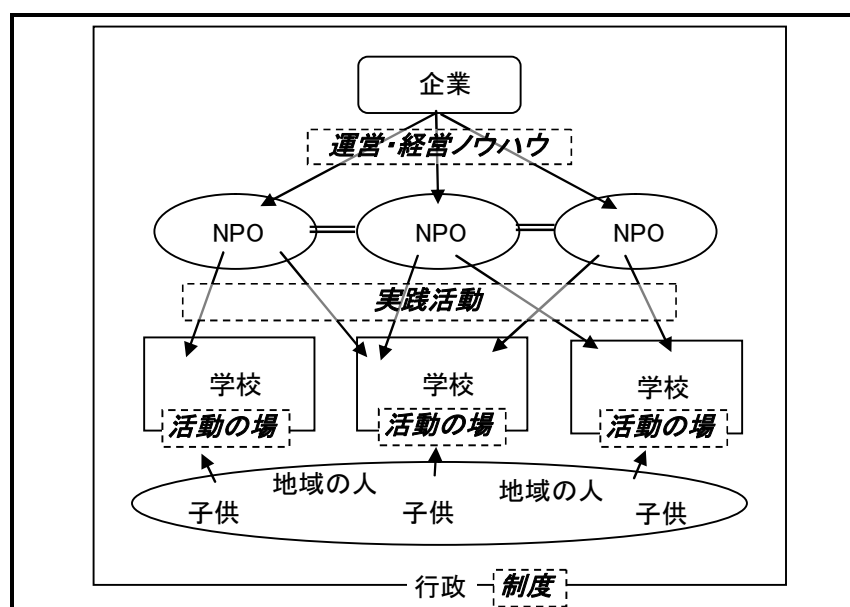 企業
運営・経営ノウハウ
NPO NPO NPO
実践活動
学校 学校 学校
活動の場 活動の場 活動の場
地域の人 地域の人
子供 子供 子供
行政 制度